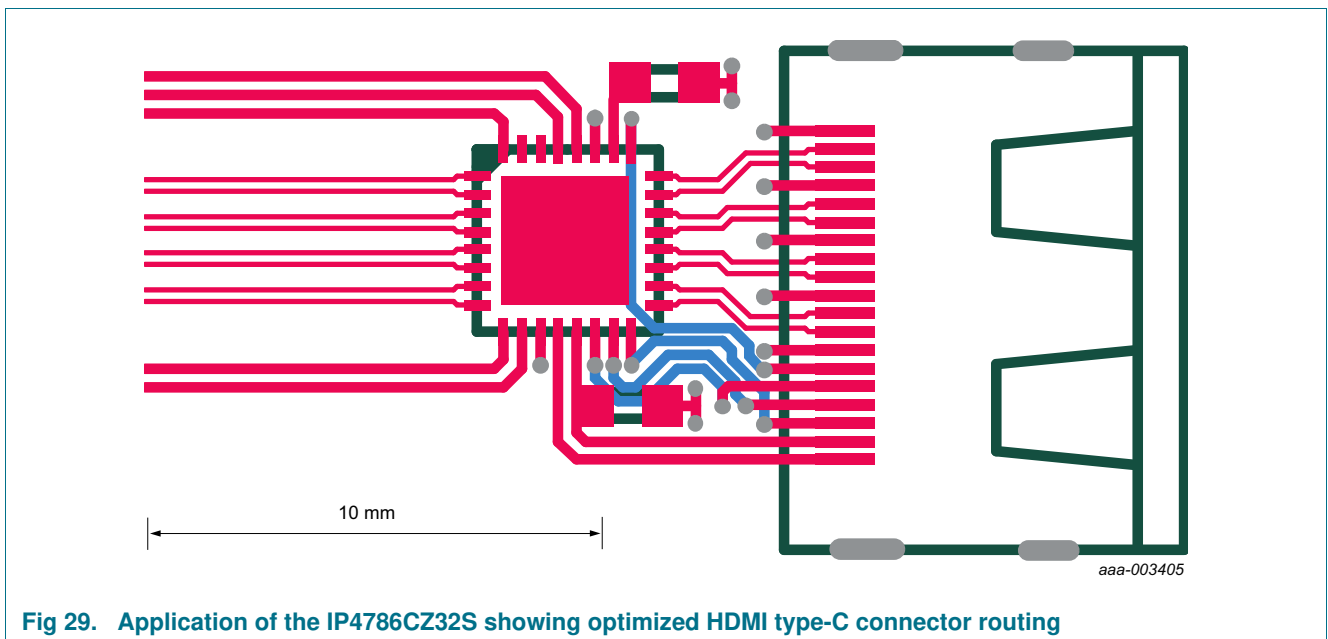 10 mm
aaa-003405
Fig 29. Application of the IP4786CZ32S showing optimized HDMI type-C connector routing